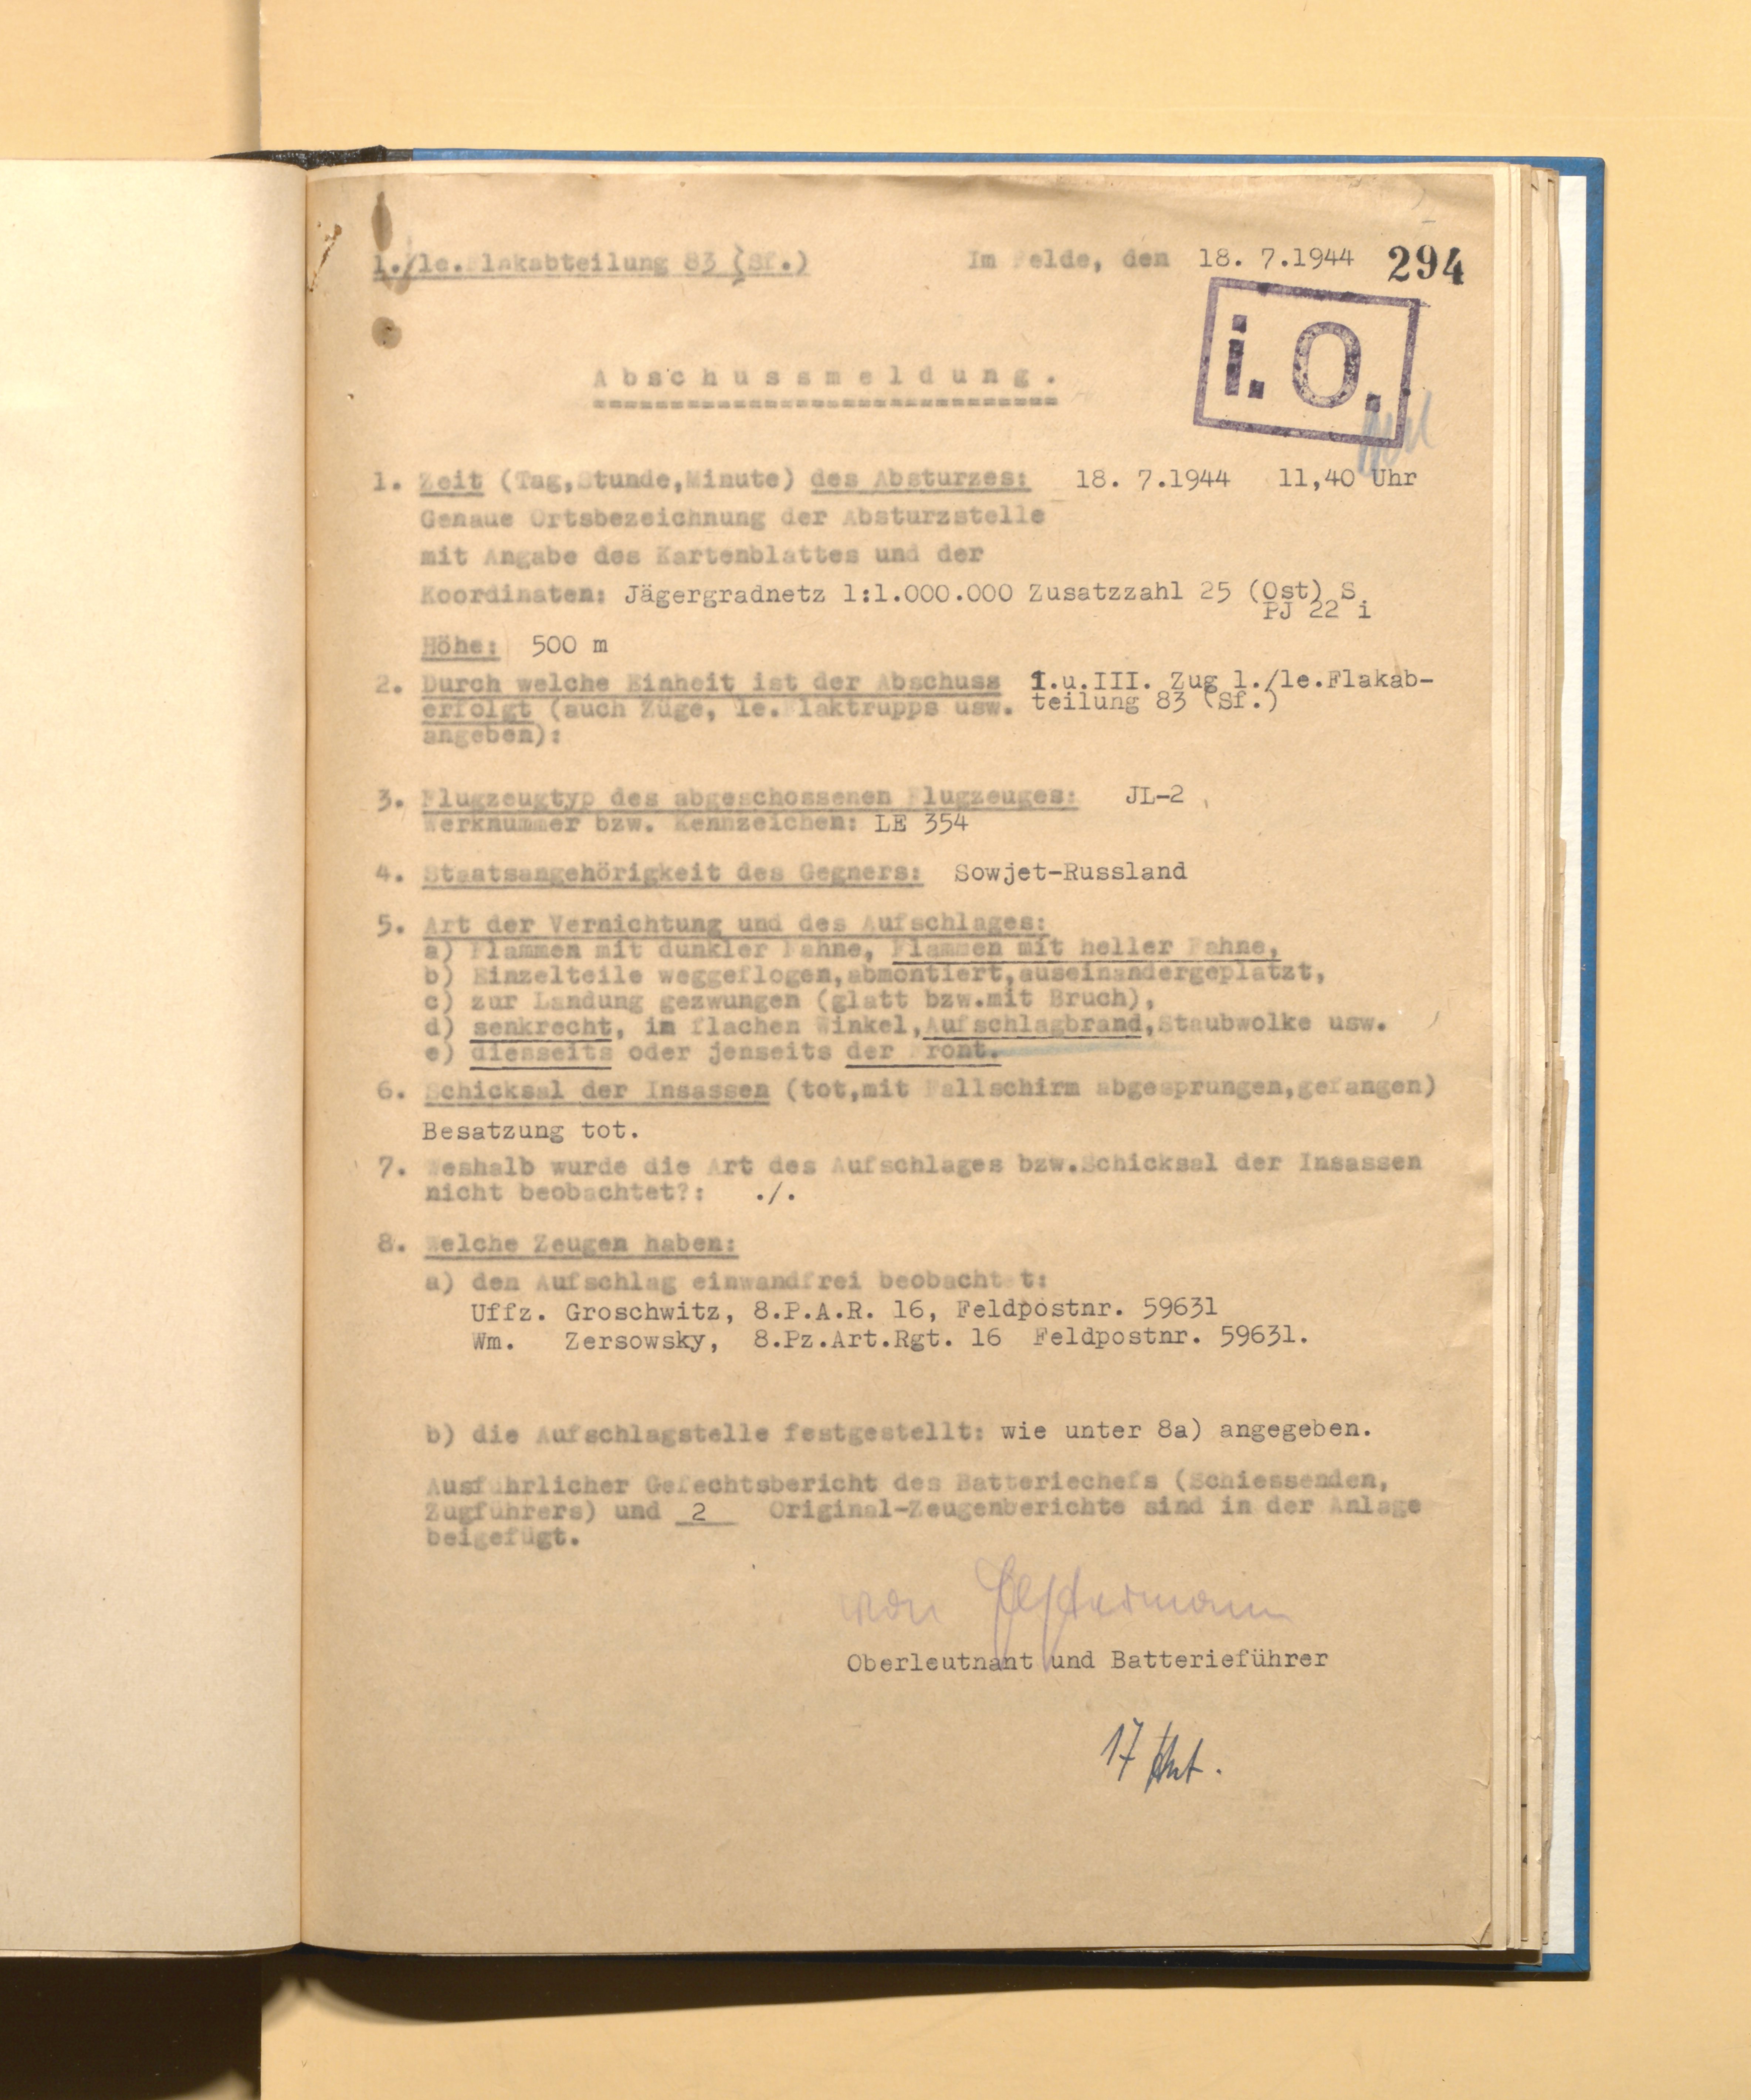 1./le.Flakabteilung 83 (Sf.) Im Felde, den 18. 7.1944 294
i.O.
Abschussmeldung.
==============================
1. Zeit (Tag,Stunde,Minute) des Absturzes: 18. 7.1944 11,40 Uhr
Genaue Ortsbezeichnung der Absturzstelle
mit Angabe des Kartenblattes und der
Koordinaten: Jägergradnetz 1:1.000.000 Zusatzzahl 25 (Ost) S
PJ 22 i
Höhe: 500 m
2. Durch welche Einheit ist der Abschuss I.u.III. Zug 1./le.Flakab-
erfolgt (auch Züge, le.Flaktrupps usw. teilung 83 (Sf.)
angeben):
3. Flugzeugtyp des abgeschossenen Flugzeuges: JL-2
Werknummer bzw. Kennzeichen: LE 354
4. Staatsangehörigkeit des Gegners: Sowjet-Russland
5. Art der Vernichtung und des Aufschlages:
a) Flammen mit dunkler Fahne, Flammen mit heller Fahne,
b) Einzelteile weggeflogen,abmontiert,auseinandergeplatzt,
c) zur Landung gezwungen (glatt bzw.mit Bruch),
d) senkrecht, im flachen Winkel,Aufschlagbrand,Staubwolke usw.
e) diesseits oder jenseits der Front.
6. Schicksal der Insassen (tot,mit Fallschirm abgesprungen,gefangen)
Besatzung tot.
7. Weshalb wurde die Art des Aufschlages bzw.Schicksal der Insassen
nicht beobachtet?: ./.
8. Welche Zeugen haben:
a) den Aufschlag einwandfrei beobachtet:
Uffz. Groschwitz, 8.P.A.R. 16, Feldpostnr. 59631
Wm. Zersowsky, 8.Pz.Art.Rgt. 16 Feldpostnr. 59631.
b) die Aufschlagstelle festgestellt: wie unter 8a) angegeben.
Ausführlicher Gefechtsbericht des Batteriechefs (Schiessenden,
Zugführers) und 2 Original-Zeugenberichte sind in der Anlage
beigefügt.
von
Oberleutnant und Batterieführer
17